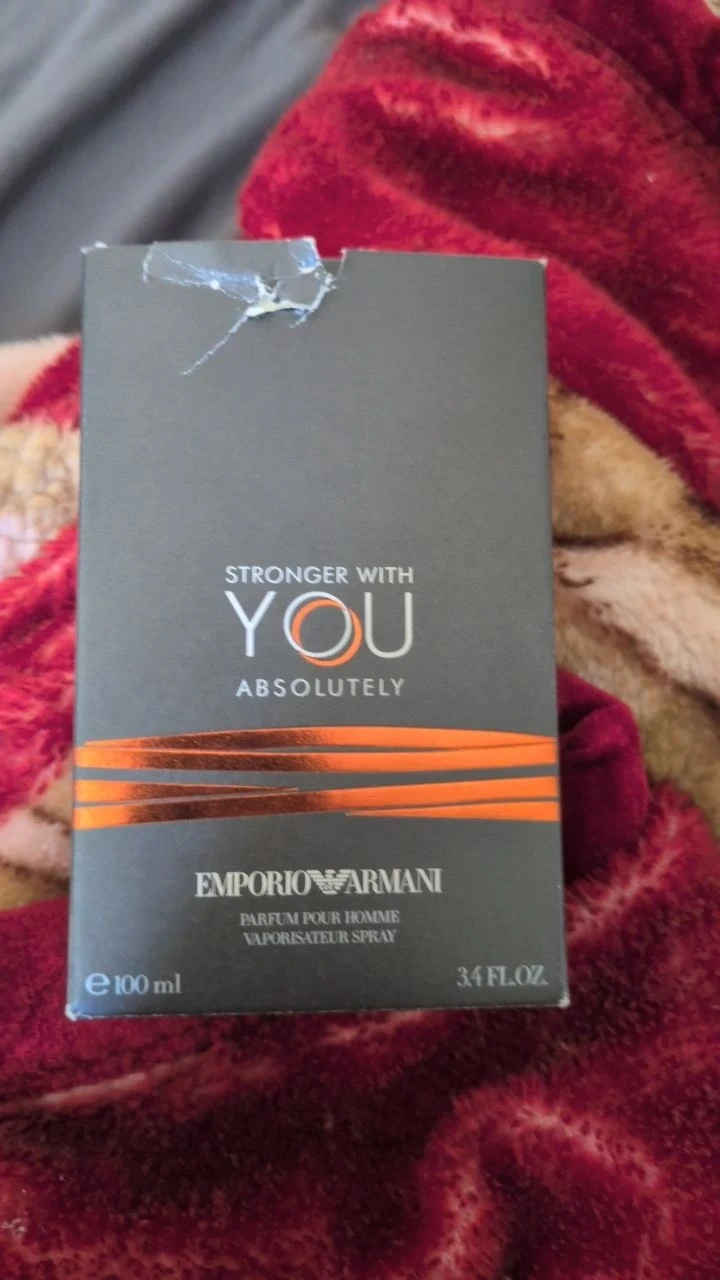 STRONGER WITH
YOU
ABSOLUTELY
EMPORIO ARMANI
PARFUM POUR HOMME
VAPORISATEUR SPRAY
℮ 100 ml
3.4 FL.OZ.